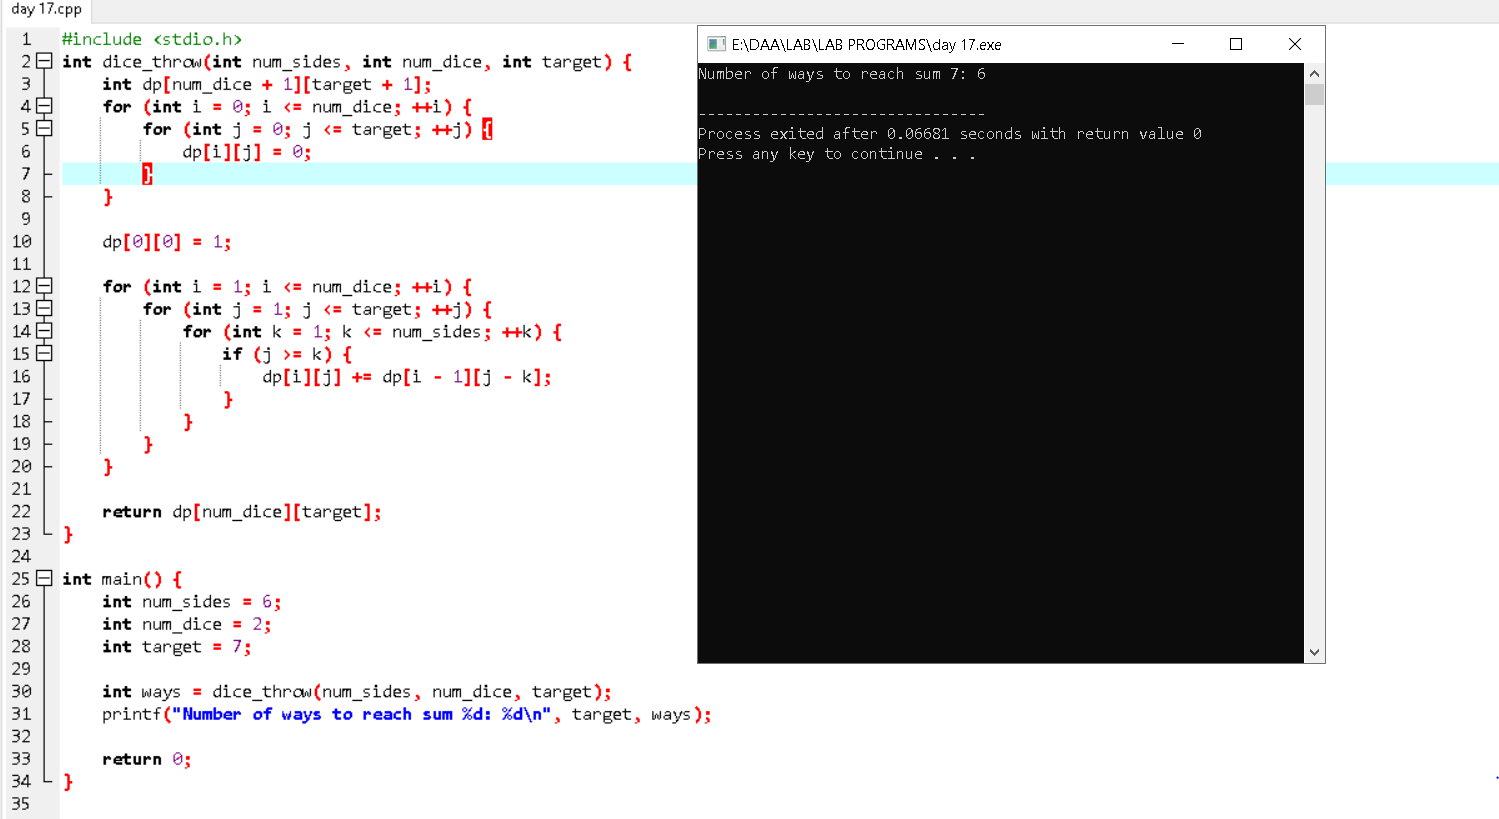 day 17.cpp
1 #include <stdio.h>
2 int dice_throw(int num_sides, int num_dice, int target) {
3 int dp[num_dice + 1][target + 1];
4 for (int i = 0; i <= num_dice; ++i) {
5 for (int j = 0; j <= target; ++j) {
6 dp[i][j] = 0;
7 }
8 }
9
10 dp[0][0] = 1;
11
12 for (int i = 1; i <= num_dice; ++i) {
13 for (int j = 1; j <= target; ++j) {
14 for (int k = 1; k <= num_sides; ++k) {
15 if (j >= k) {
16 dp[i][j] += dp[i - 1][j - k];
17 }
18 }
19 }
20 }
21
22 return dp[num_dice][target];
23 }
24
25 int main() {
26 int num_sides = 6;
27 int num_dice = 2;
28 int target = 7;
29
30 int ways = dice_throw(num_sides, num_dice, target);
31 printf("Number of ways to reach sum %d: %d\n", target, ways);
32
33 return 0;
34 }
35
E:\DAA\LAB\LAB PROGRAMS\day 17.exe
Number of ways to reach sum 7: 6
--------------------------------
Process exited after 0.06681 seconds with return value 0
Press any key to continue . . .